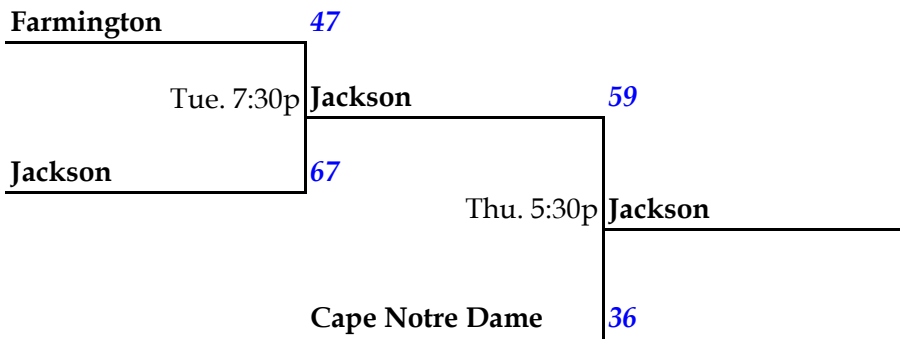 Farmington 47
Tue. 7:30p Jackson 59
Jackson 67
Thu. 5:30p Jackson
Cape Notre Dame 36